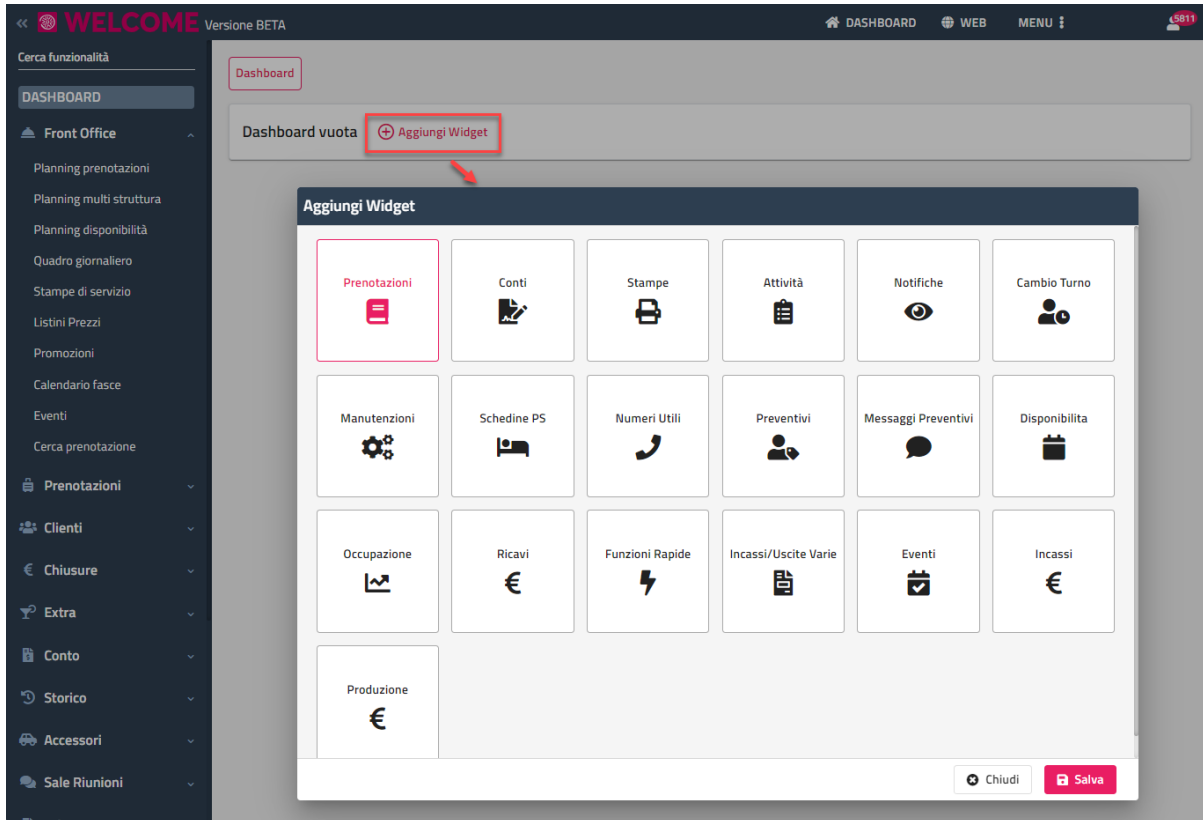 WELCOME Versione BETA
DASHBOARD WEB MENU
5811
Cerca funzionalità
DASHBOARD
Front Office
Planning prenotazioni
Planning multi struttura
Planning disponibilità
Quadro giornaliero
Stampe di servizio
Listini Prezzi
Promozioni
Calendario fasce
Eventi
Cerca prenotazione
Prenotazioni
Clienti
Chiusure
Extra
Conto
Storico
Accessori
Sale Riunioni
Dashboard
Dashboard vuota Aggiungi Widget
Aggiungi Widget
Prenotazioni Conti Stampe Attività Notifiche Cambio Turno
Manutenzioni Schedine PS Numeri Utili Preventivi Messaggi Preventivi Disponibilita
Occupazione Ricavi Funzioni Rapide Incassi/Uscite Varie Eventi Incassi
Produzione
Chiudi Salva